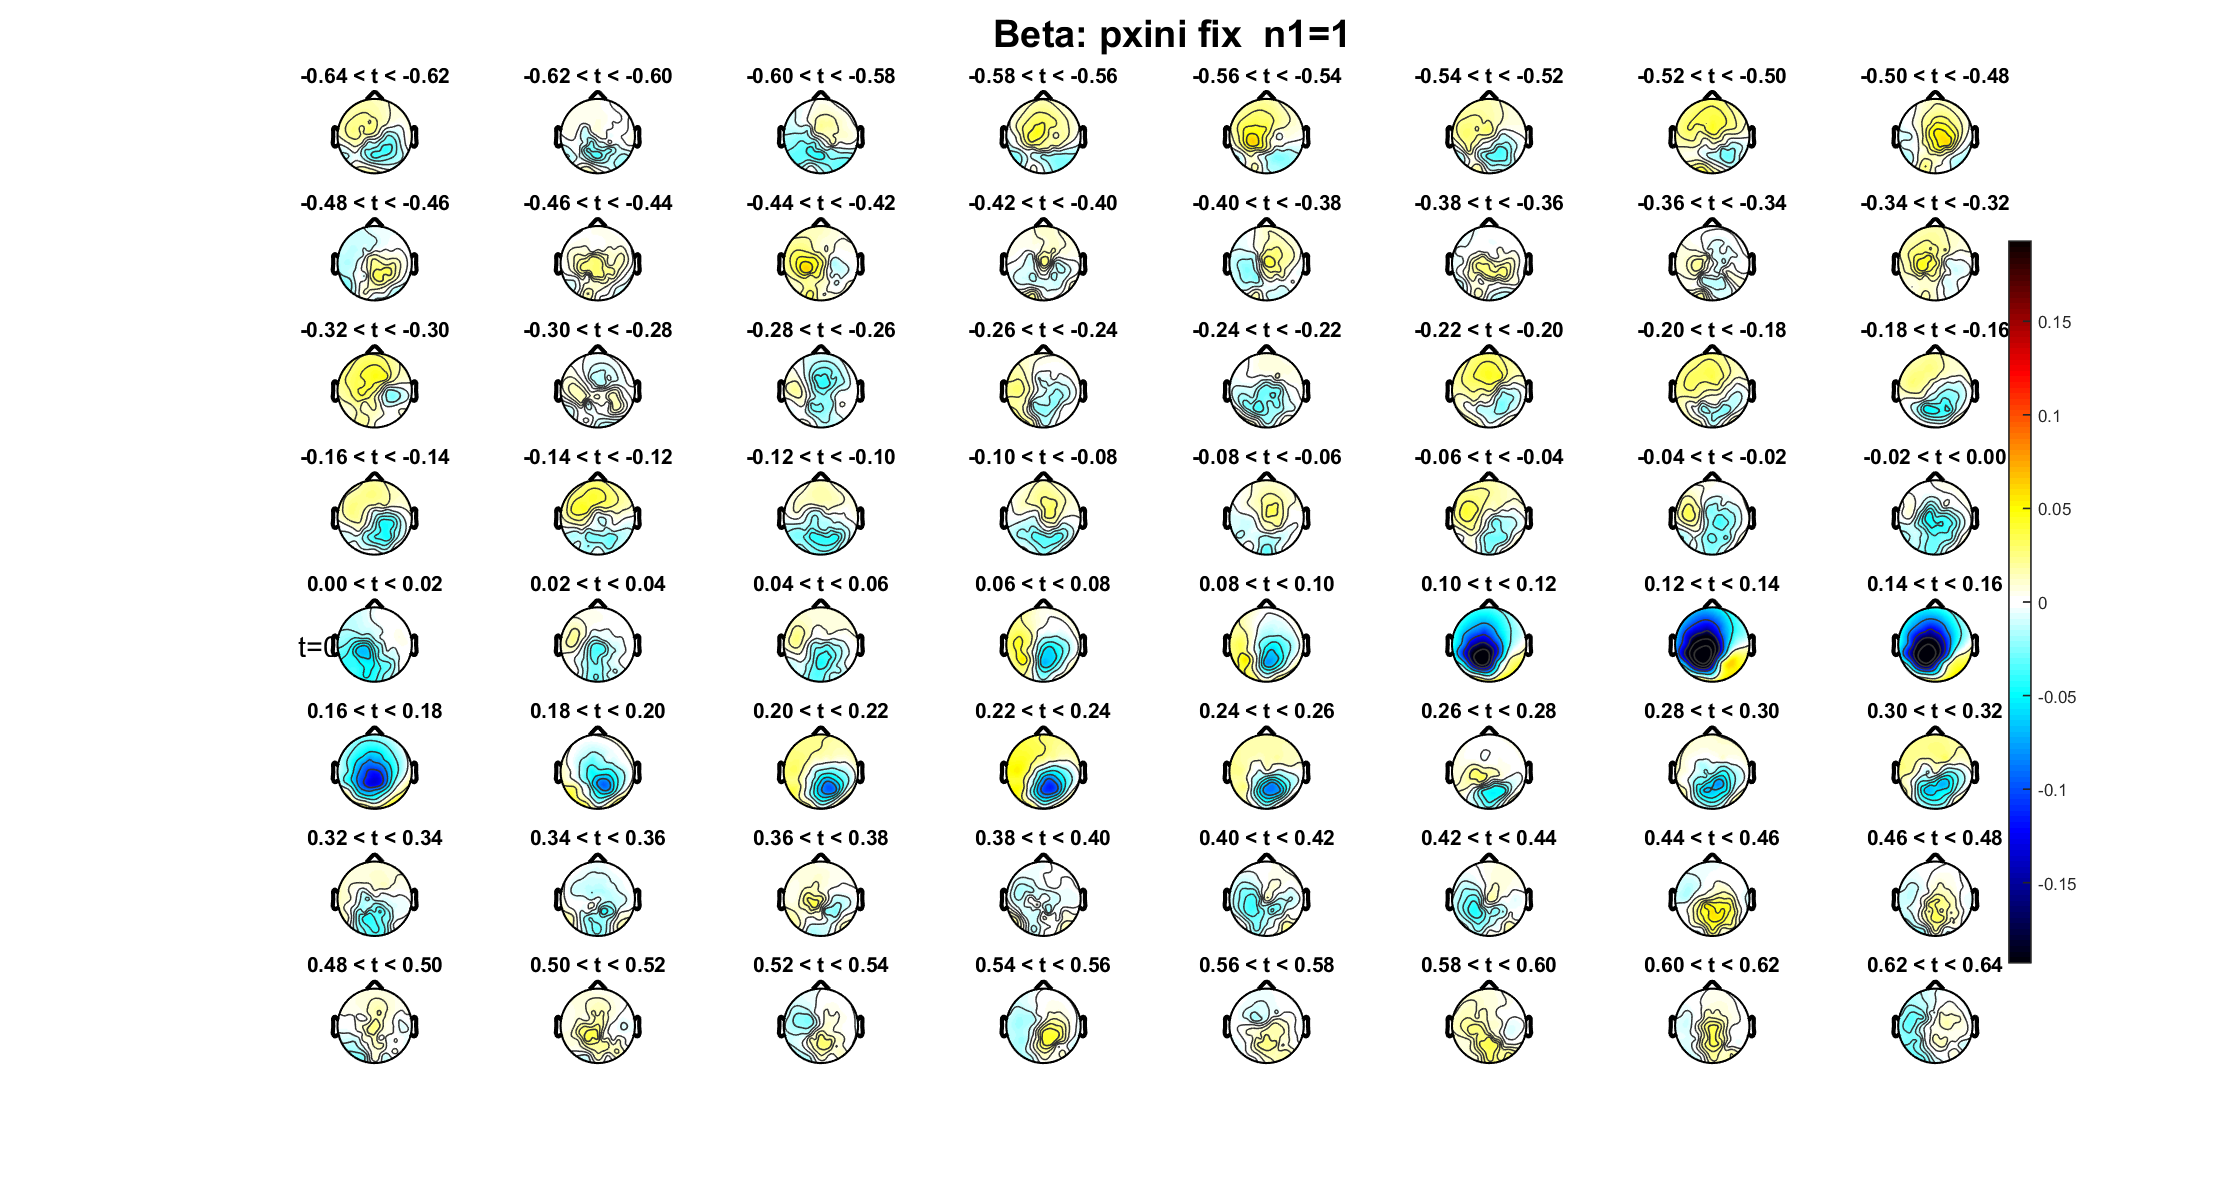 Beta: pxini fix  n1=1
-0.64 < t < -0.62 -0.62 < t < -0.60 -0.60 < t < -0.58 -0.58 < t < -0.56 -0.56 < t < -0.54 -0.54 < t < -0.52 -0.52 < t < -0.50 -0.50 < t < -0.48
-0.48 < t < -0.46 -0.46 < t < -0.44 -0.44 < t < -0.42 -0.42 < t < -0.40 -0.40 < t < -0.38 -0.38 < t < -0.36 -0.36 < t < -0.34 -0.34 < t < -0.32
-0.32 < t < -0.30 -0.30 < t < -0.28 -0.28 < t < -0.26 -0.26 < t < -0.24 -0.24 < t < -0.22 -0.22 < t < -0.20 -0.20 < t < -0.18 -0.18 < t < -0.16
-0.16 < t < -0.14 -0.14 < t < -0.12 -0.12 < t < -0.10 -0.10 < t < -0.08 -0.08 < t < -0.06 -0.06 < t < -0.04 -0.04 < t < -0.02 -0.02 < t < 0.00
0.00 < t < 0.02 0.02 < t < 0.04 0.04 < t < 0.06 0.06 < t < 0.08 0.08 < t < 0.10 0.10 < t < 0.12 0.12 < t < 0.14 0.14 < t < 0.16
t=0
0.16 < t < 0.18 0.18 < t < 0.20 0.20 < t < 0.22 0.22 < t < 0.24 0.24 < t < 0.26 0.26 < t < 0.28 0.28 < t < 0.30 0.30 < t < 0.32
0.32 < t < 0.34 0.34 < t < 0.36 0.36 < t < 0.38 0.38 < t < 0.40 0.40 < t < 0.42 0.42 < t < 0.44 0.44 < t < 0.46 0.46 < t < 0.48
0.48 < t < 0.50 0.50 < t < 0.52 0.52 < t < 0.54 0.54 < t < 0.56 0.56 < t < 0.58 0.58 < t < 0.60 0.60 < t < 0.62 0.62 < t < 0.64
0.15
0.1
0.05
0
-0.05
-0.1
-0.15